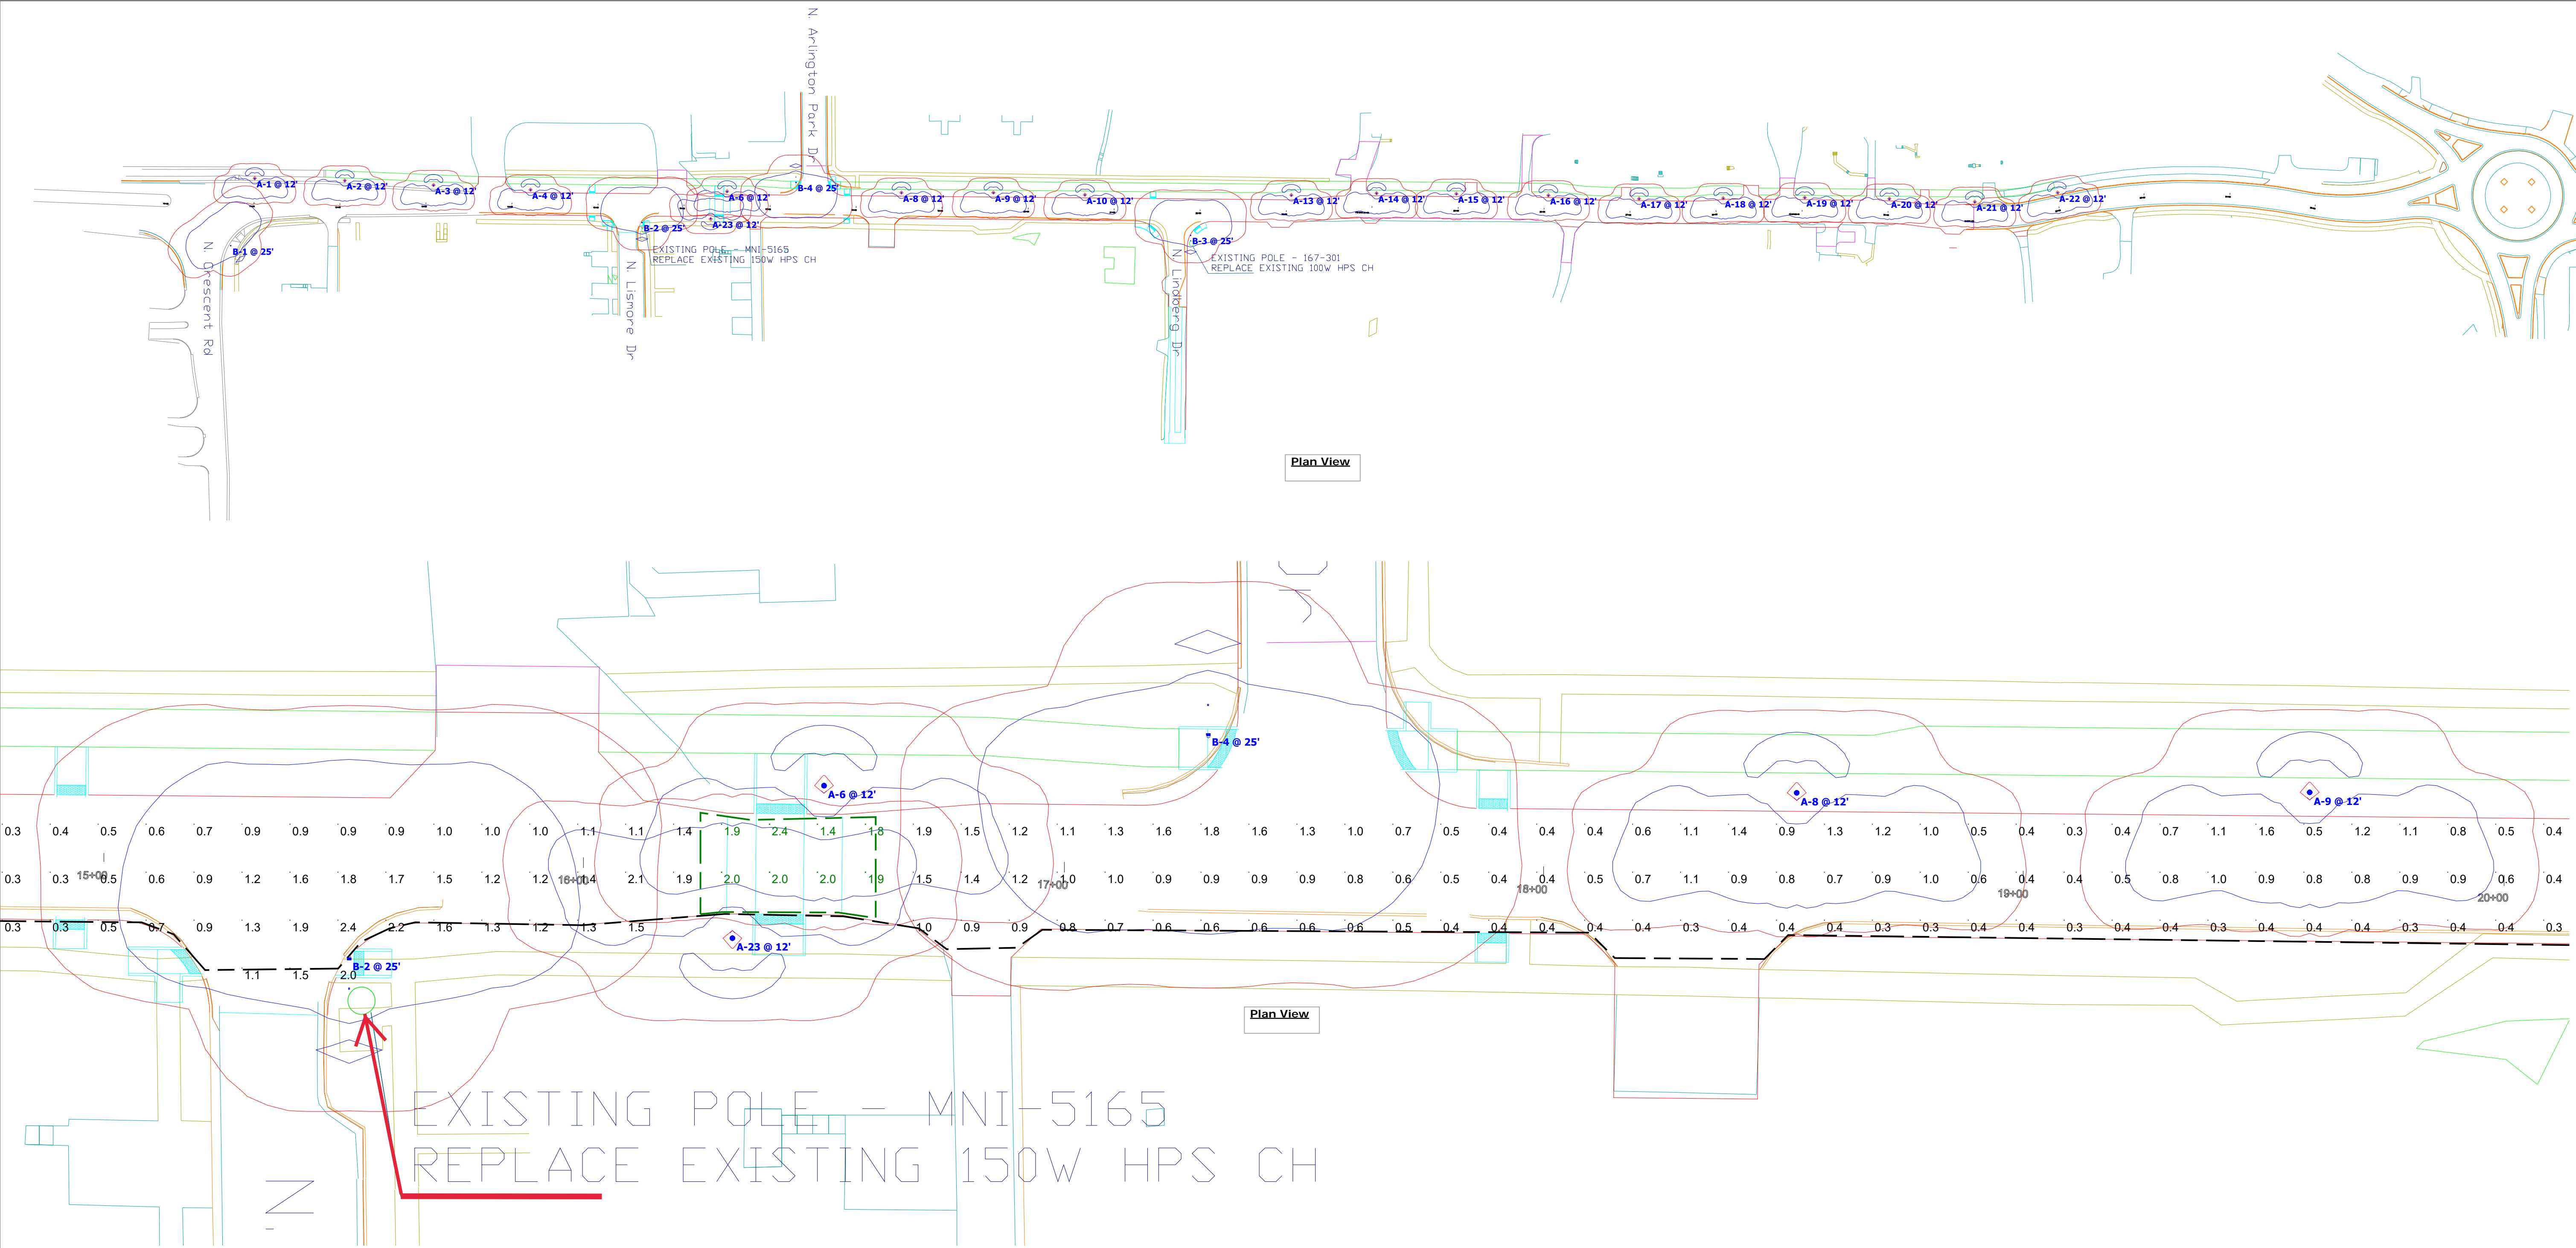 N. Arlington Park Dr
A-1 @ 12'
A-2 @ 12'
A-3 @ 12'
A-4 @ 12'
A-6 @ 12'
B-4 @ 25'
A-8 @ 12'
A-9 @ 12'
A-10 @ 12'
A-13 @ 12'
A-14 @ 12'
A-15 @ 12'
A-16 @ 12'
A-17 @ 12'
A-18 @ 12'
A-19 @ 12'
A-20 @ 12'
A-21 @ 12'
A-22 @ 12'
A-23 @ 12'
B-2 @ 25'
B-3 @ 25'
B-1 @ 25'
EXISTING POLE - MNI-5165
REPLACE EXISTING 150W HPS CH
EXISTING POLE - 167-301
REPLACE EXISTING 100W HPS CH
N Crescent Rd
N. Lismore Dr
N. Lindberg Dr
Plan View
B-4 @ 25'
A-6 @ 12'
A-8 @ 12'
A-9 @ 12'
0.3 0.4 0.5 0.6 0.7 0.9 0.9 0.9 0.9 1.0 1.0 1.0 1.1 1.1 1.4 1.9 2.4 1.4 1.8 1.9 1.5 1.2 1.1 1.3 1.6 1.8 1.6 1.3 1.0 0.7 0.5 0.4 0.4 0.4 0.6 1.1 1.4 0.9 1.3 1.2 1.0 0.5 0.4 0.3 0.4 0.7 1.1 1.6 0.5 1.2 1.1 0.8 0.5 0.4
15+00 16+00 17+00 18+00 19+00 20+00
0.3 0.3 0.5 0.6 0.9 1.2 1.6 1.8 1.7 1.5 1.2 1.2 1.4 2.1 1.9 2.0 2.0 2.0 1.9 1.5 1.4 1.2 1.0 1.0 0.9 0.9 0.9 0.9 0.8 0.6 0.5 0.4 0.4 0.5 0.7 1.1 0.9 0.8 0.7 0.9 1.0 0.6 0.4 0.4 0.5 0.8 1.0 0.9 0.8 0.8 0.9 0.9 0.6 0.4
0.3 0.3 0.5 0.7 0.9 1.3 1.9 2.4 2.2 1.6 1.3 1.2 1.3 1.5 1.0 0.9 0.9 0.8 0.7 0.6 0.6 0.6 0.6 0.6 0.5 0.4 0.4 0.4 0.4 0.4 0.3 0.4 0.4 0.4 0.3 0.3 0.4 0.4 0.3 0.3 0.4 0.4 0.4 0.4 0.4 0.4 0.4 0.3
A-23 @ 12'
B-2 @ 25'
1.1 1.5 2.0
Plan View
EXISTING POLE - MNI-5165
REPLACE EXISTING 150W HPS CH
N.